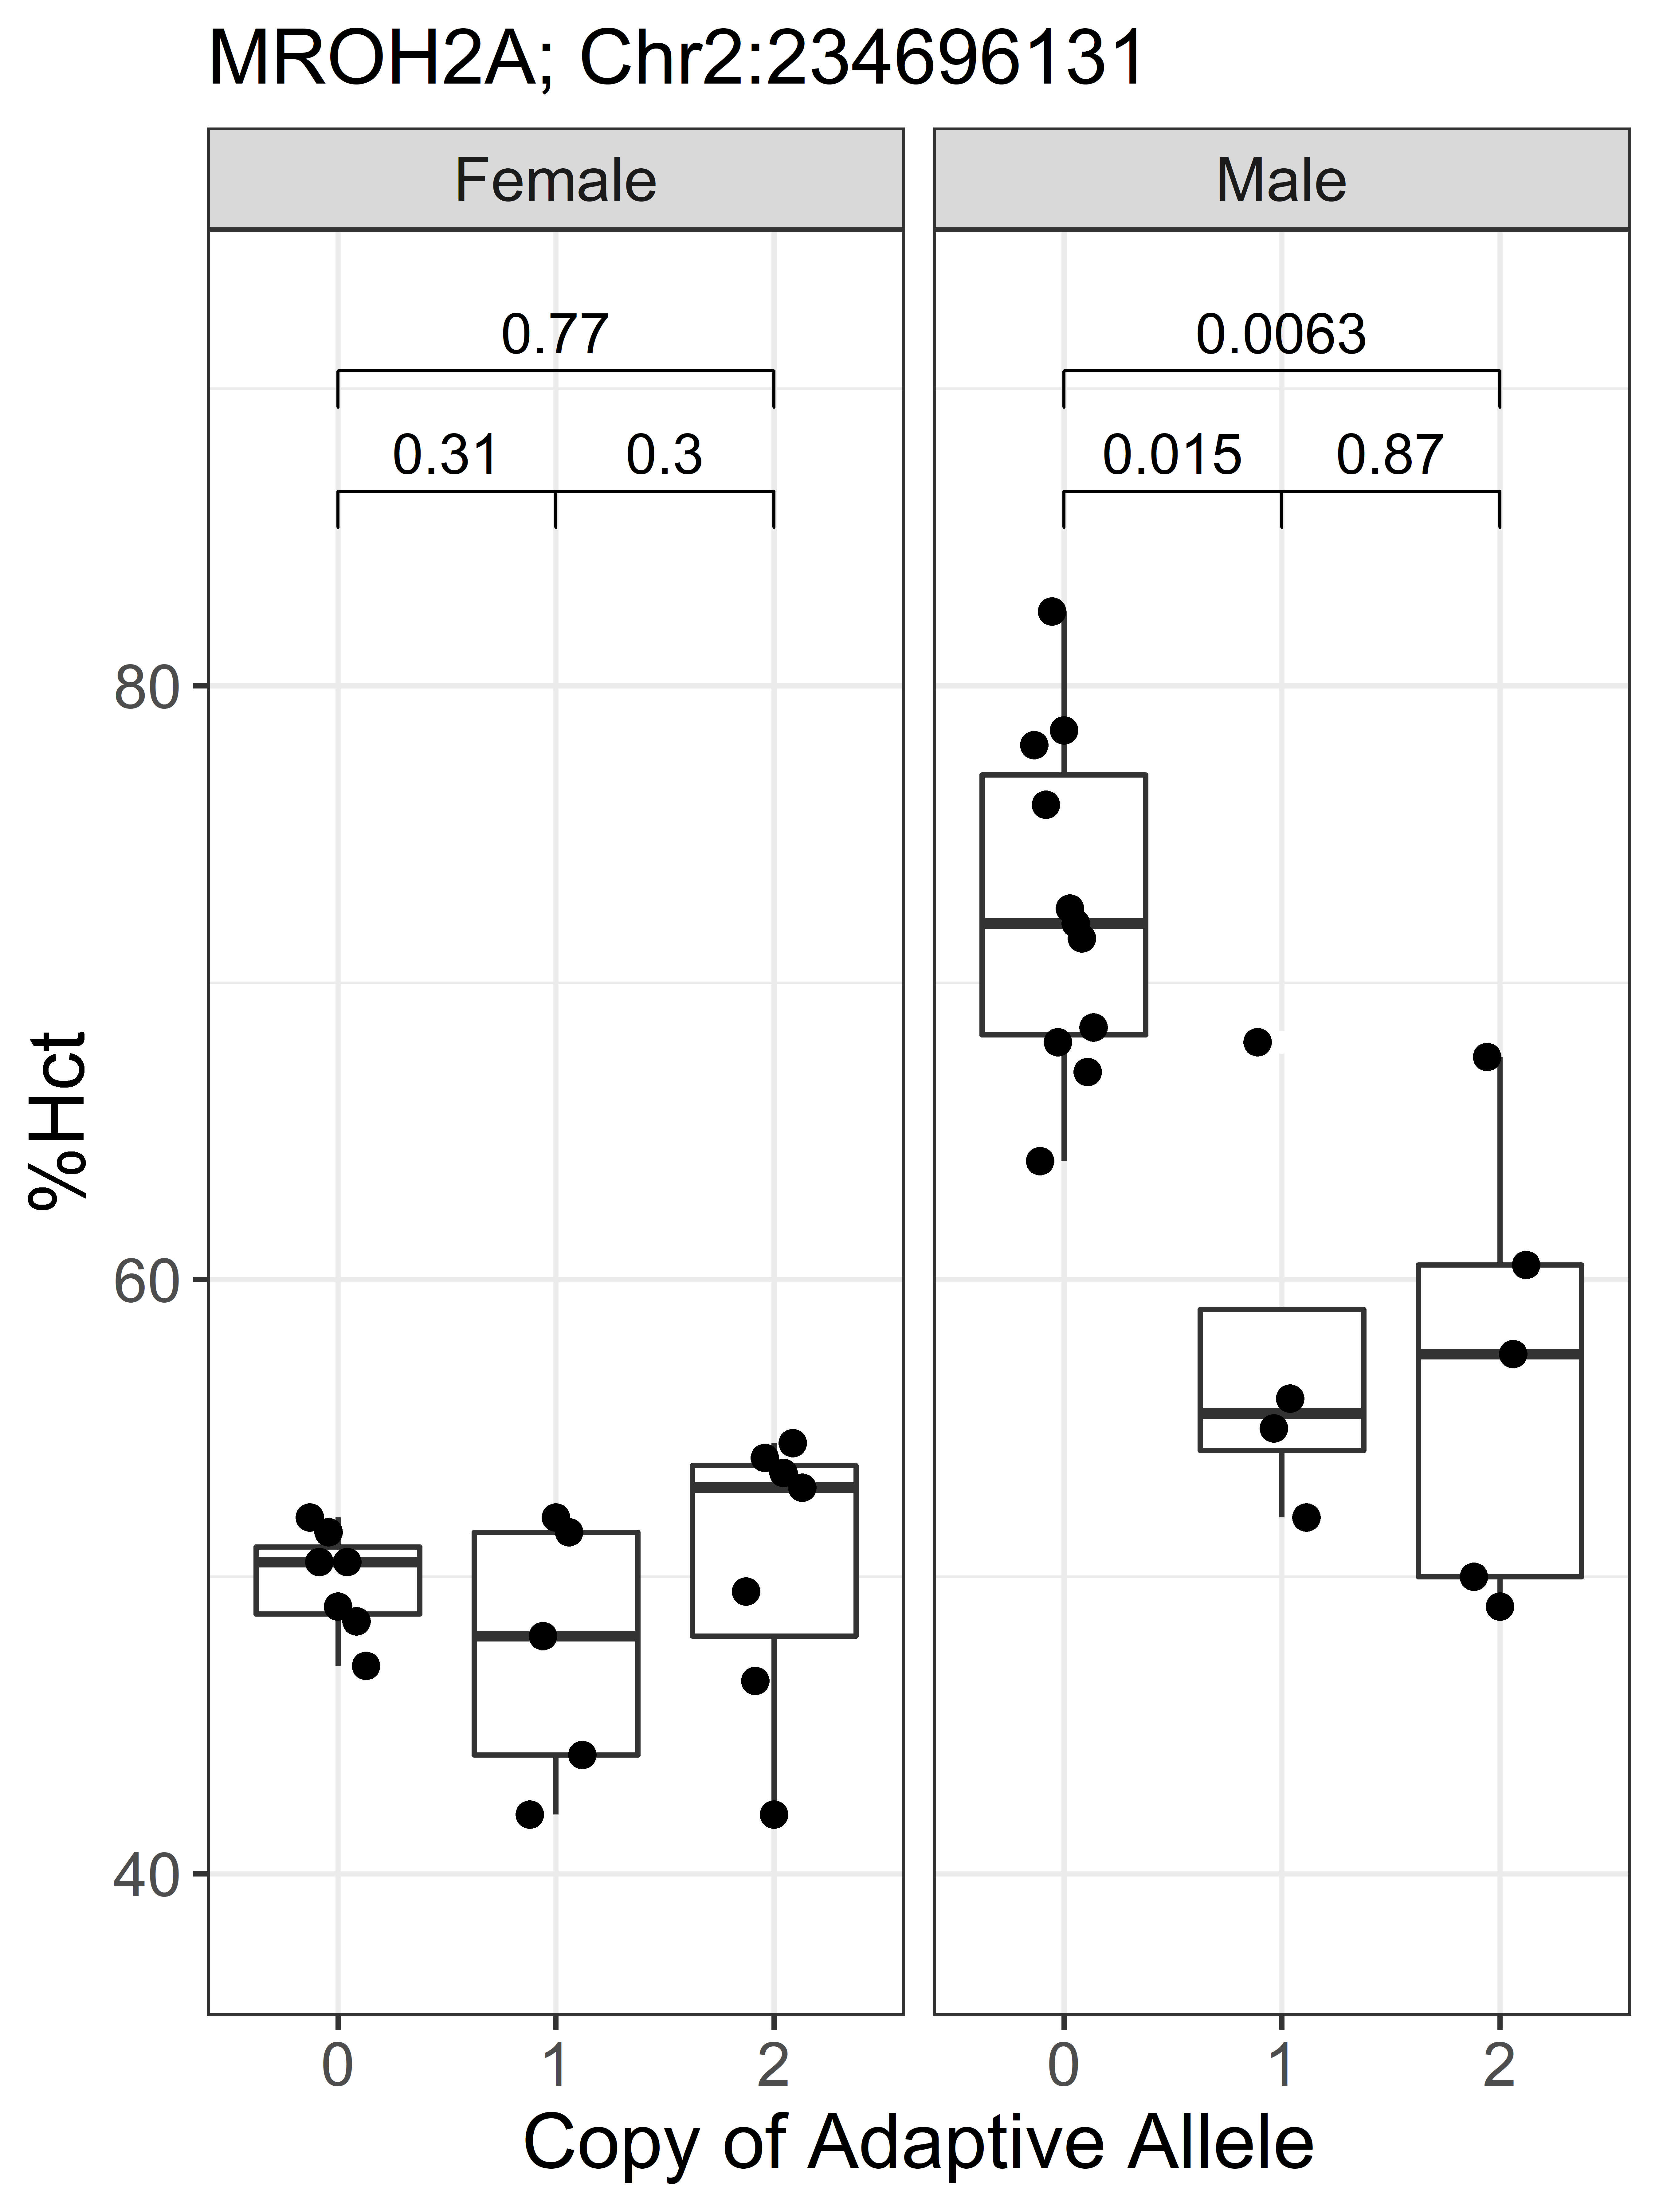 MROH2A; Chr2:234696131
Female Male
0.77 0.0063
0.31 0.3 0.015 0.87
80
60
40
%Hct
0 1 2 0 1 2
Copy of Adaptive Allele